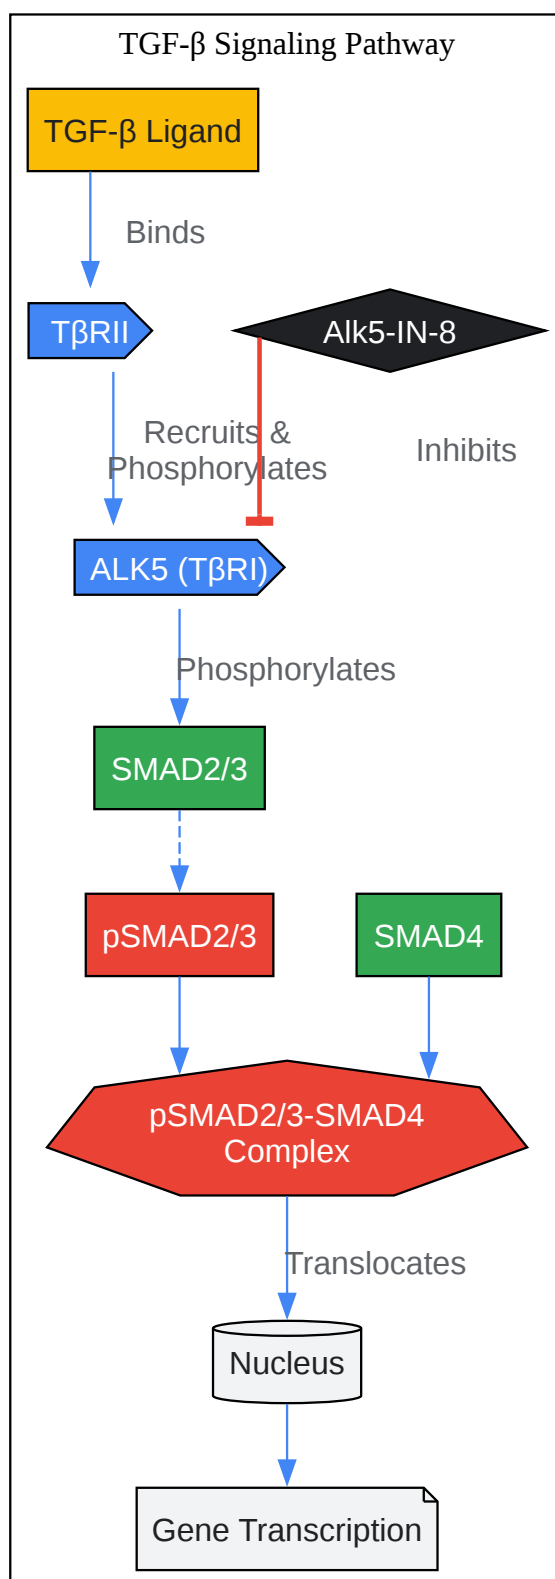 TGF-β Signaling Pathway
TGF-β Ligand
Binds
TβRII
Alk5-IN-8
Recruits &
Phosphorylates
Inhibits
ALK5 (TβRI)
Phosphorylates
SMAD2/3
pSMAD2/3
SMAD4
pSMAD2/3-SMAD4
Complex
Translocates
Nucleus
Gene Transcription